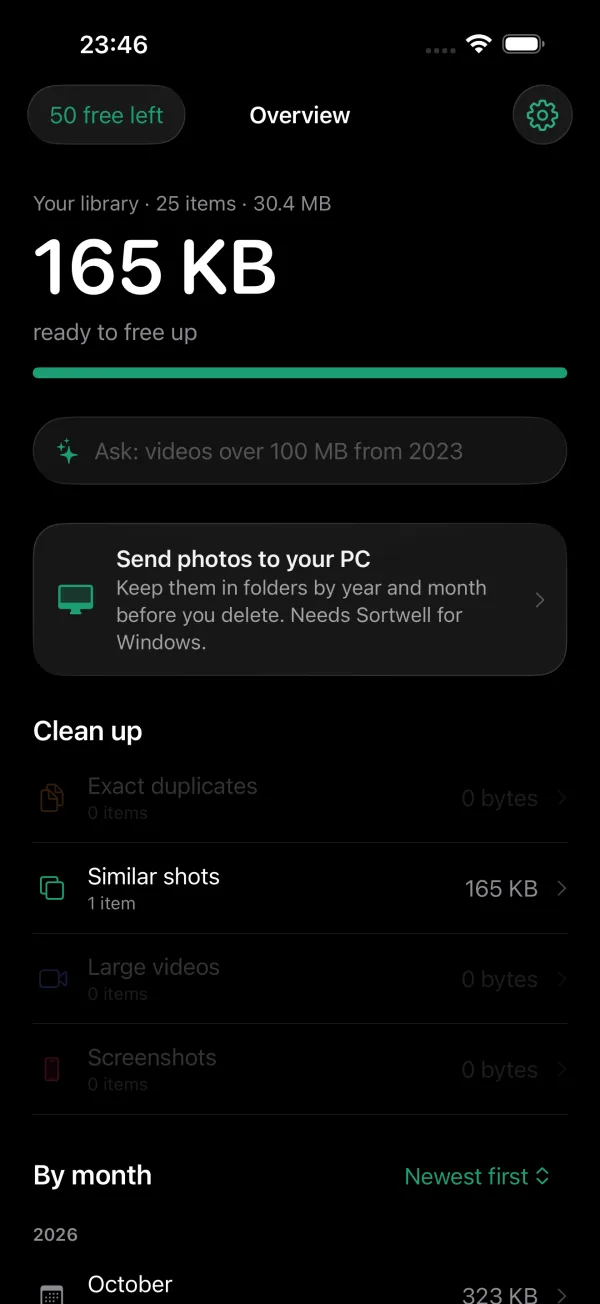 23:46
50 free left
Overview
Your library · 25 items · 30.4 MB
165 KB
ready to free up
Ask: videos over 100 MB from 2023
Send photos to your PC
Keep them in folders by year and month
before you delete. Needs Sortwell for
Windows.
Clean up
Exact duplicates
0 items
0 bytes
Similar shots
1 item
165 KB
Large videos
0 items
0 bytes
Screenshots
0 items
0 bytes
By month
Newest first
2026
October
323 KB